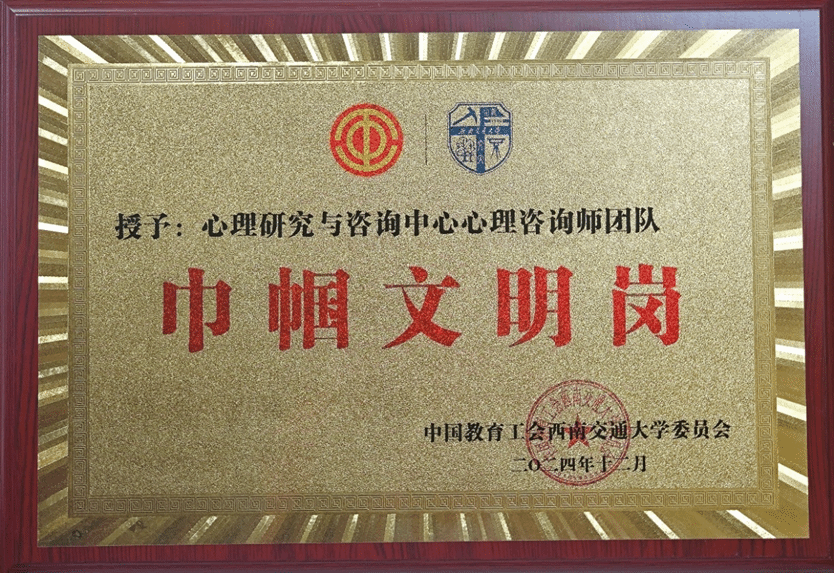 授予：心理研究与咨询中心心理咨询师团队
巾帼文明岗
中国教育工会西南交通大学委员会
二〇二四年十二月